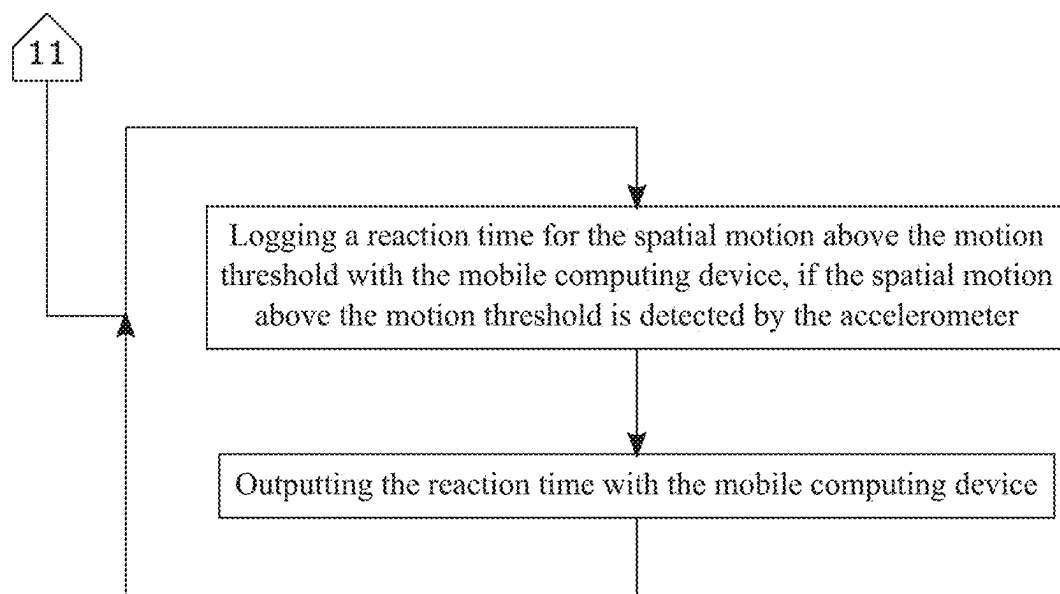 11
Logging a reaction time for the spatial motion above the motion
threshold with the mobile computing device, if the spatial motion
above the motion threshold is detected by the accelerometer
Outputting the reaction time with the mobile computing device